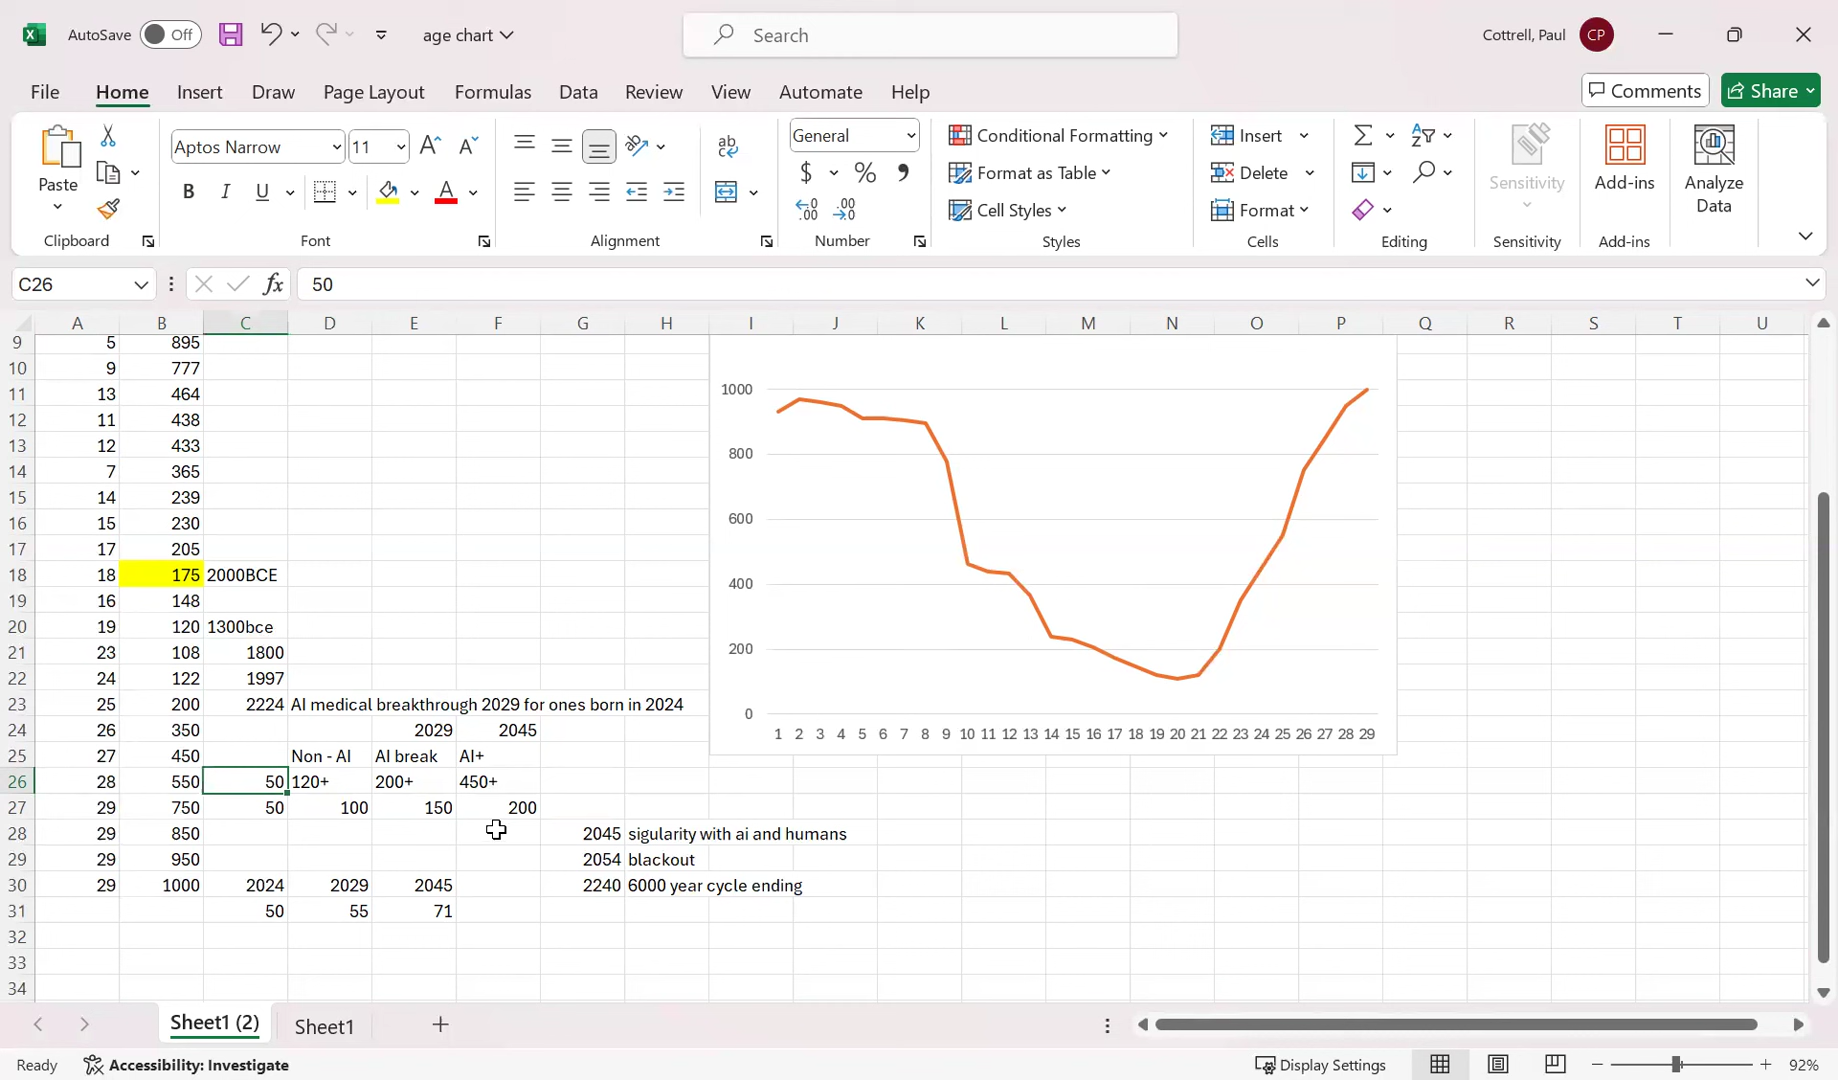 AutoSave Off age chart Search Cottrell, Paul CP
File Home Insert Draw Page Layout Formulas Data Review View Automate Help Comments Share
Paste Aptos Narrow 11 ab General Conditional Formatting Insert Sensitivity Add-ins Analyze Data
B I U A $ % , Format as Table Delete
Cell Styles Format
Clipboard Font Alignment Number Styles Cells Editing Sensitivity Add-ins
C26 fx 50
A B C D E F G H I J K L M N O P Q R S T U
9 5 895
10 9 777
11 13 464
12 11 438
13 12 433
14 7 365
15 14 239
16 15 230
17 17 205
18 18 175 2000BCE
19 16 148
20 19 120 1300bce
21 23 108 1800
22 24 122 1997
23 25 200 2224 AI medical breakthrough 2029 for ones born in 2024
24 26 350 2029 2045
25 27 450 Non - AI AI break AI+
26 28 550 50 120+ 200+ 450+
27 29 750 50 100 150 200
28 29 850 2045 sigularity with ai and humans
29 29 950 2054 blackout
30 29 1000 2024 2029 2045 2240 6000 year cycle ending
31 50 55 71
32
33
34
1000
800
600
400
200
0
1 2 3 4 5 6 7 8 9 10 11 12 13 14 15 16 17 18 19 20 21 22 23 24 25 26 27 28 29
Sheet1 (2) Sheet1
Ready Accessibility: Investigate Display Settings 92%